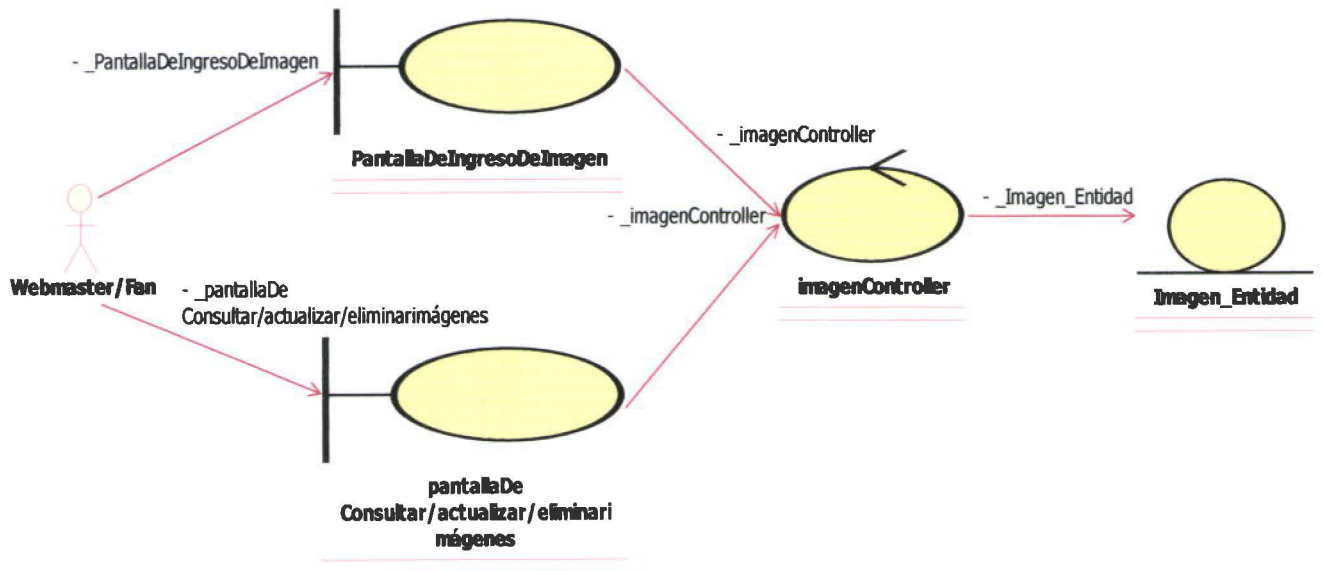 - _PantallaDeIngresoDeImagen
PantallaDeIngresoDeImagen
- _imagenController
- _imagenController
- _Imagen_Entidad
Webmaster/Fan
- _pantallaDe
Consultar/actualizar/eliminarimágenes
imagenController
Imagen_Entidad
pantallaDe
Consultar/actualizar/eliminari
mágenes